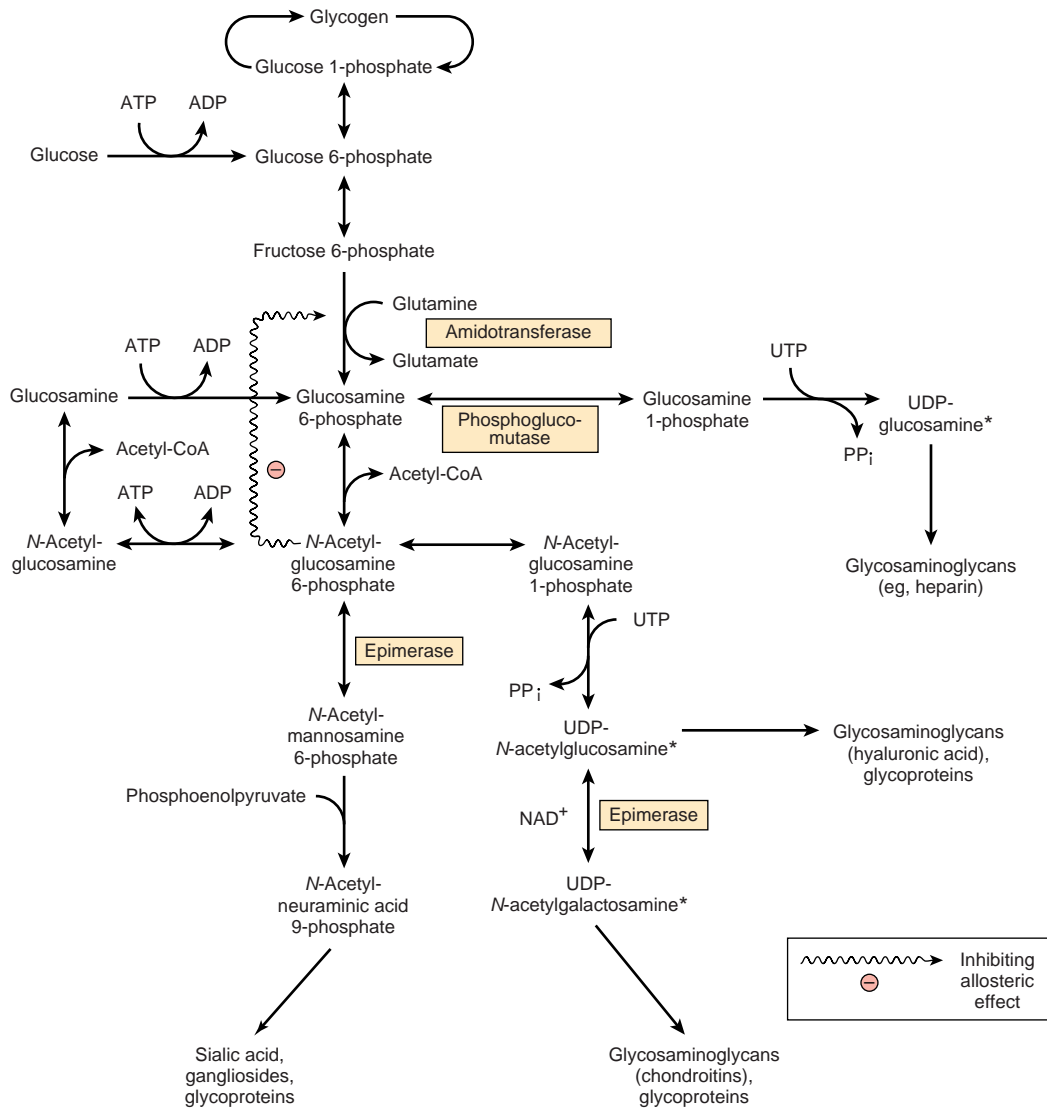 Glycogen
Glucose 1-phosphate
ATP
ADP
Glucose
Glucose 6-phosphate
Fructose 6-phosphate
Glutamine
Amidotransferase
Glutamate
ATP
ADP
UTP
Glucosamine
Glucosamine
6-phosphate
Phosphogluco-
mutase
Glucosamine
1-phosphate
UDP-
glucosamine*
PPi
Acetyl-CoA
−
Acetyl-CoA
ATP
ADP
N-Acetyl-
glucosamine
N-Acetyl-
glucosamine
6-phosphate
N-Acetyl-
glucosamine
1-phosphate
Glycosaminoglycans
(eg, heparin)
Epimerase
UTP
PPi
N-Acetyl-
mannosamine
6-phosphate
UDP-
N-acetylglucosamine*
Glycosaminoglycans
(hyaluronic acid),
glycoproteins
Phosphoenolpyruvate
NAD+
Epimerase
N-Acetyl-
neuraminic acid
9-phosphate
UDP-
N-acetylgalactosamine*
Inhibiting
allosteric
effect
−
Sialic acid,
gangliosides,
glycoproteins
Glycosaminoglycans
(chondroitins),
glycoproteins